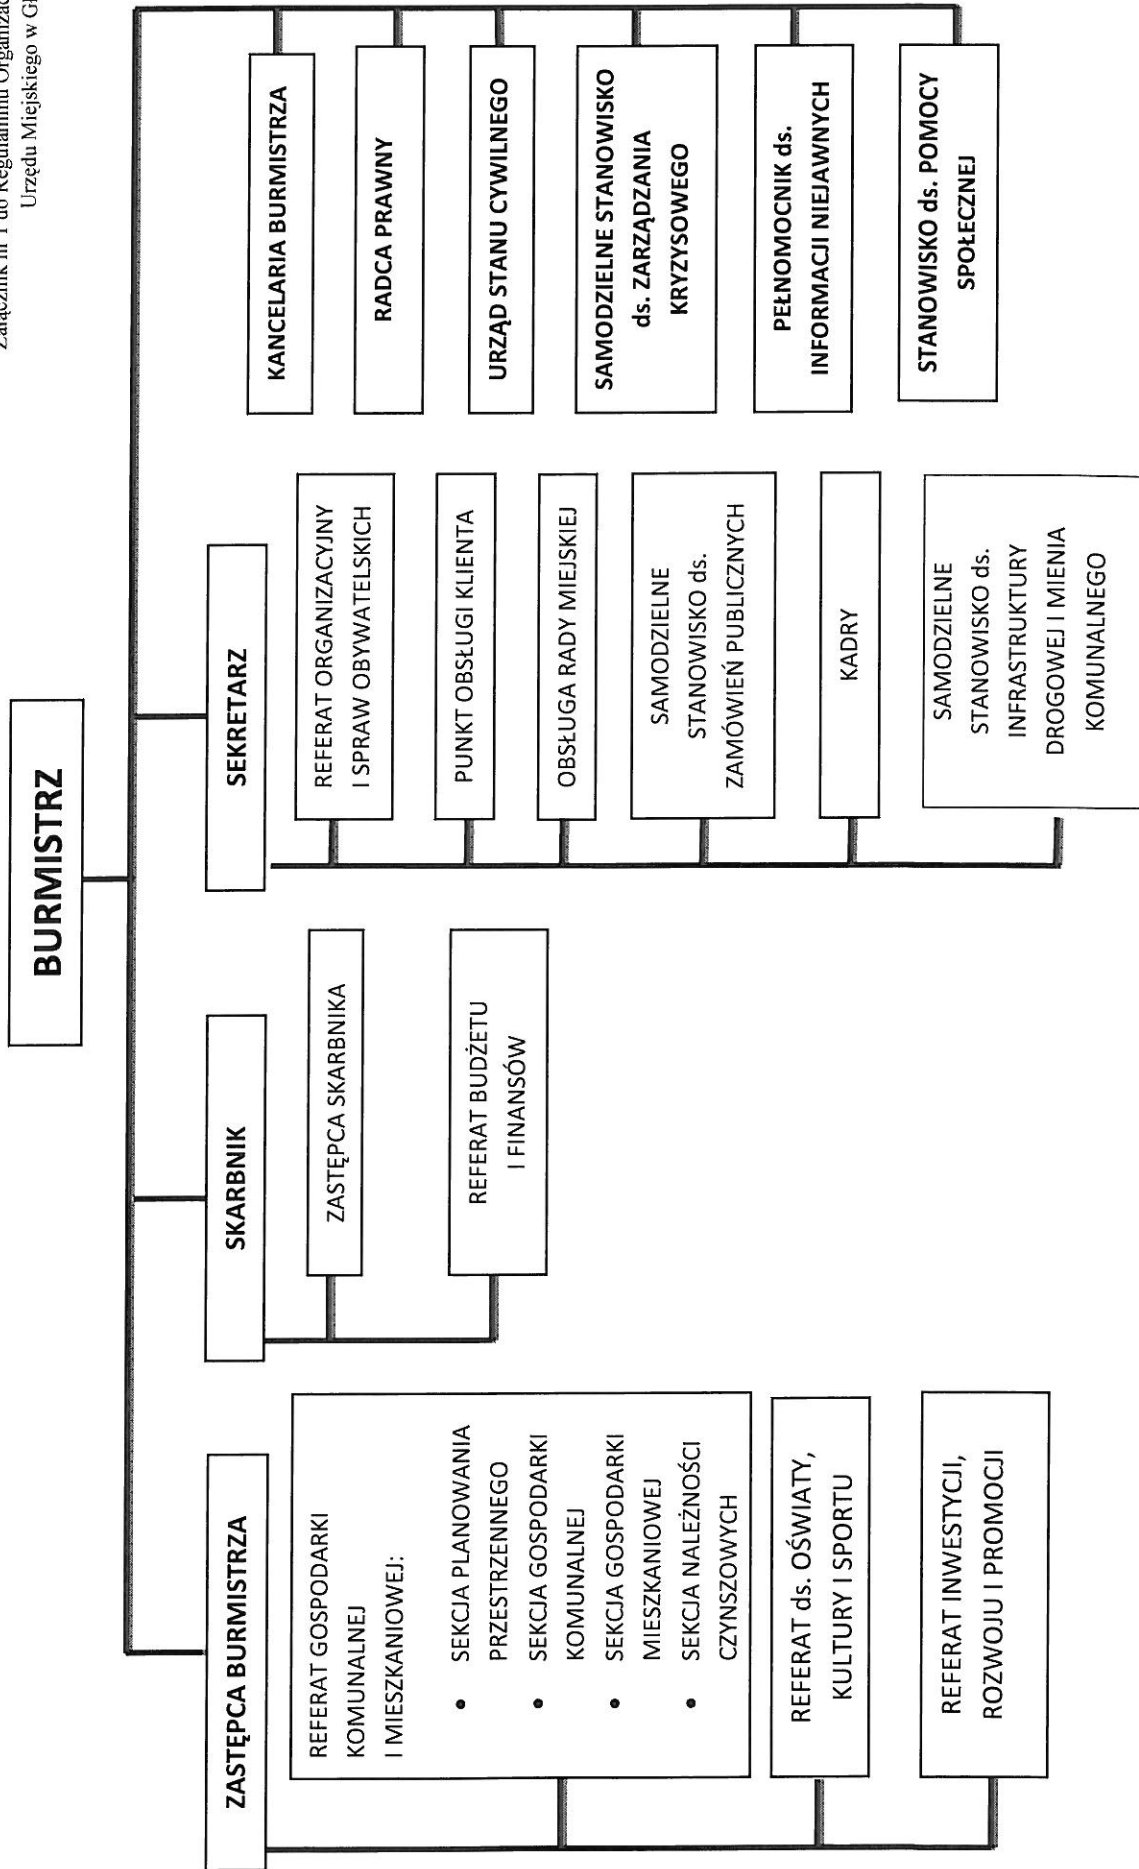 Załącznik nr 1 do Regulaminu
Urzędu Miejskiego w
BURMISTRZ
ZASTĘPCA BURMISTRZA
REFERAT GOSPODARKI
KOMUNALNEJ
I MIESZKANIOWEJ:
• SEKCJA PLANOWANIA
PRZESTRZENNEGO
• SEKCJA GOSPODARKI
KOMUNALNEJ
• SEKCJA GOSPODARKI
MIESZKANIOWEJ
• SEKCJA NALEŻNOŚCI
CZYNSZOWYCH
REFERAT ds. OŚWIATY,
KULTURY I SPORTU
REFERAT INWESTYCJI,
ROZWOJU I PROMOCJI
SKARBNIK
ZASTĘPCA SKARBNIKA
REFERAT BUDŻETU
I FINANSÓW
SEKRETARZ
REFERAT ORGANIZACYJNY
I SPRAW OBYWATELSKICH
PUNKT OBSŁUGI KLIENTA
OBSŁUGA RADY MIEJSKIEJ
SAMODZIELNE
STANOWISKO ds.
ZAMÓWIEŃ PUBLICZNYCH
KADRY
SAMODZIELNE
STANOWISKO ds.
INFRASTRUKTURY
DROGOWEJ I MIENIA
KOMUNALNEGO
KANCELARIA BURMISTRZA
RADCA PRAWNY
URZĄD STANU CYWILNEGO
SAMODZIELNE STANOWISKO
ds. ZARZĄDZANIA
KRYZYSOWEGO
PEŁNOMOCNIK ds.
INFORMACJI NIEJAWNYCH
STANOWISKO ds. POMOCY
SPOŁECZNEJ